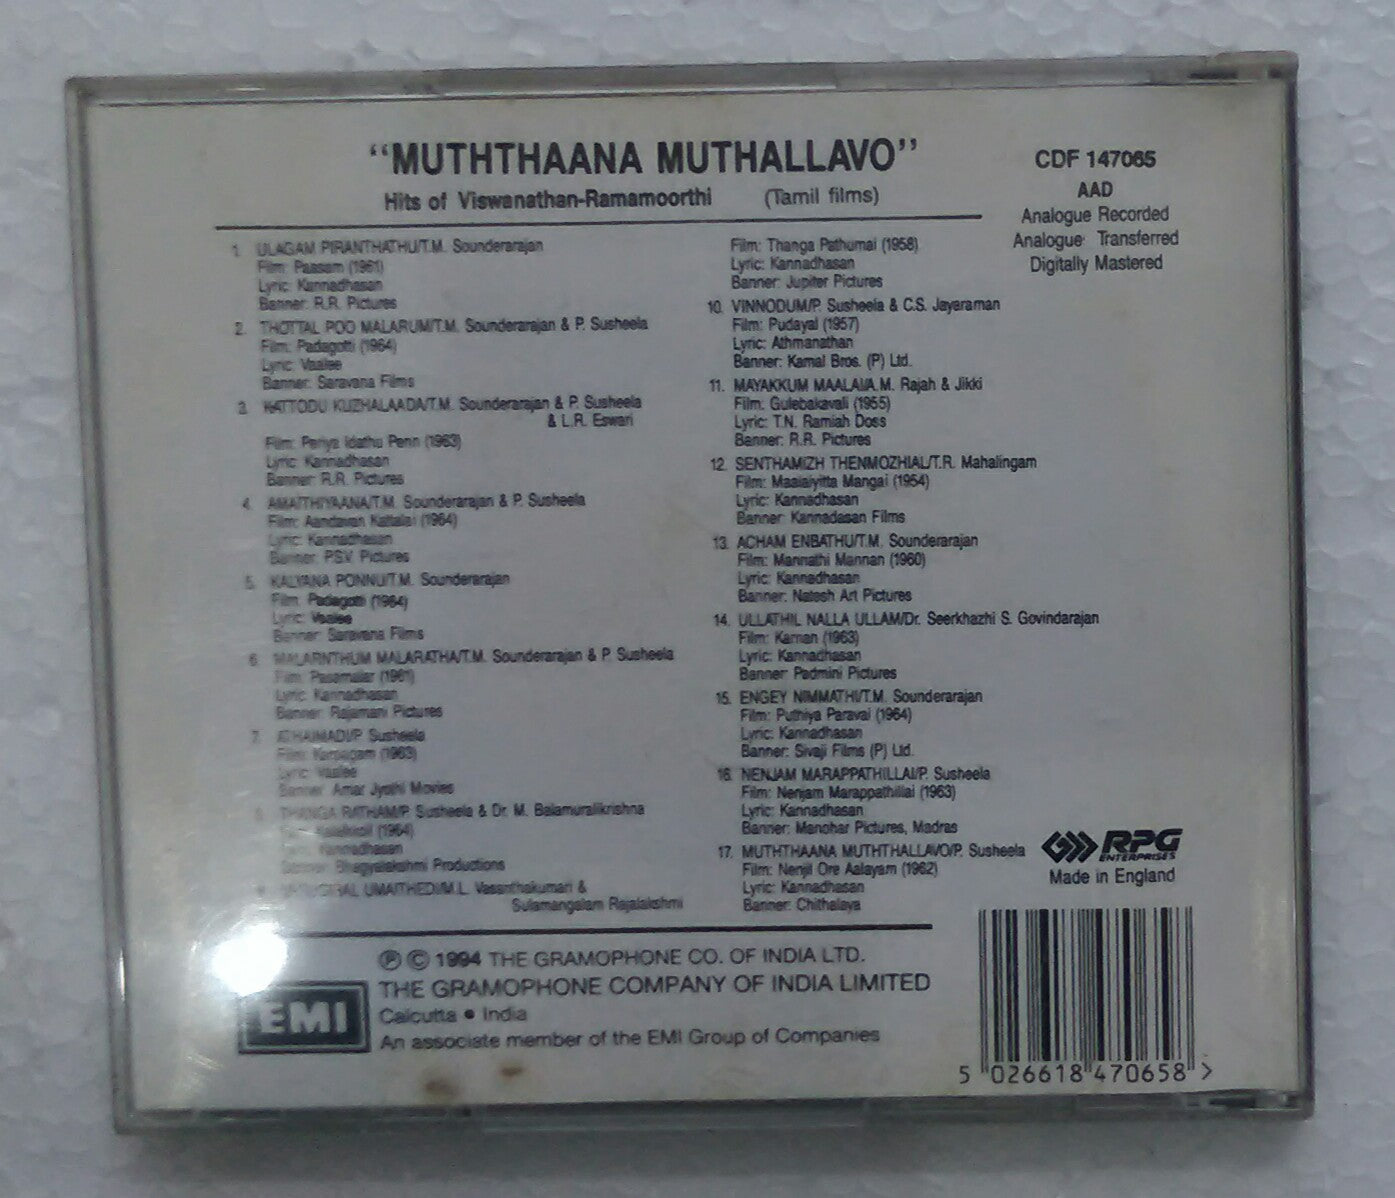 "MUTHTHAANA MUTHALLAVO"
Hits of Viswanathan-Ramamoorthi (Tamil films)
CDF 147065
AAD
Analogue Recorded
Analogue Transferred
Digitally Mastered
1. ULAGAM PIRANTHATHU/T.M. Sounderarajan
Film: Paasam (1961)
Lyric: Kannadhasan
Banner: R.R. Pictures
2. THOTTAL POO MALARUM/T.M. Sounderarajan & P. Susheela
Film: Padagotti (1964)
Lyric: Vaalee
Banner: Saravana Films
3. KATTODU KUZHALAADA/T.M. Sounderarajan & P. Susheela
& L.R. Eswari
Film: Periya Idathu Penn (1963)
Lyric: Kannadhasan
Banner: R.R. Pictures
4. AMAITHIYAANA/T.M. Sounderarajan & P. Susheela
Film: Aandavan Kattalai (1964)
Lyric: Kannadhasan
Banner: P.S.V. Pictures
5. KALYANA PONNU/T.M. Sounderarajan
Film: Padagotti (1964)
Lyric: Vaalee
Banner: Saravana Films
6. MALARNTHUM MALARATHA/T.M. Sounderarajan & P. Susheela
Film: Pasamalar (1961)
Lyric: Kannadhasan
Banner: Rajamani Pictures
7. ATHAIMADI/P. Susheela
Film: Karpagam (1963)
Lyric: Vaalee
Banner: Amar Jyothi Movies
8. THANGA RATHAM/P. Susheela & Dr. M. Balamuralikrishna
Film: Kalaikoil (1964)
Lyric: Kannadhasan
Banner: Bhagyalakshmi Productions
UMAITHEDI/M.L. Vasanthakumari &
Sulamangalam Rajalakshmi
Film: Thanga Pathumai (1958)
Lyric: Kannadhasan
Banner: Jupiter Pictures
10. VINNODUM/P. Susheela & C.S. Jayaraman
Film: Pudayal (1957)
Lyric: Athmanathan
Banner: Kamal Bros. (P) Ltd.
11. MAYAKKUM MAALAI/A.M. Rajah & Jikki
Film: Gulebakavali (1955)
Lyric: T.N. Ramiah Doss
Banner: R.R. Pictures
12. SENTHAMIZH THENMOZHIAL/T.R. Mahalingam
Film: Maalaiyitta Mangai (1954)
Lyric: Kannadhasan
Banner: Kannadasan Films
13. ACHAM ENBATHU/T.M. Sounderarajan
Film: Mannathi Mannan (1960)
Lyric: Kannadhasan
Banner: Natesh Art Pictures
14. ULLATHIL NALLA ULLAM/Dr. Seerkhazhi S. Govindarajan
Film: Karnan (1963)
Lyric: Kannadhasan
Banner: Padmini Pictures
15. ENGEY NIMMATHI/T.M. Sounderarajan
Film: Puthiya Paravai (1964)
Lyric: Kannadhasan
Banner: Sivaji Films (P) Ltd.
16. NENJAM MARAPPATHILLAI/P. Susheela
Film: Nenjam Marappathillai (1963)
Lyric: Kannadhasan
Banner: Manohar Pictures, Madras
17. MUTHTHAANA MUTHTHALLAVO/P. Susheela
Film: Nenjil Ore Aalayam (1962)
Lyric: Kannadhasan
Banner: Chithalaya
RPG
ENTERPRISES
Made in England
℗ © 1994 THE GRAMOPHONE CO. OF INDIA LTD.
EMI
THE GRAMOPHONE COMPANY OF INDIA LIMITED
Calcutta • India
An associate member of the EMI Group of Companies
5 026618 470658 >